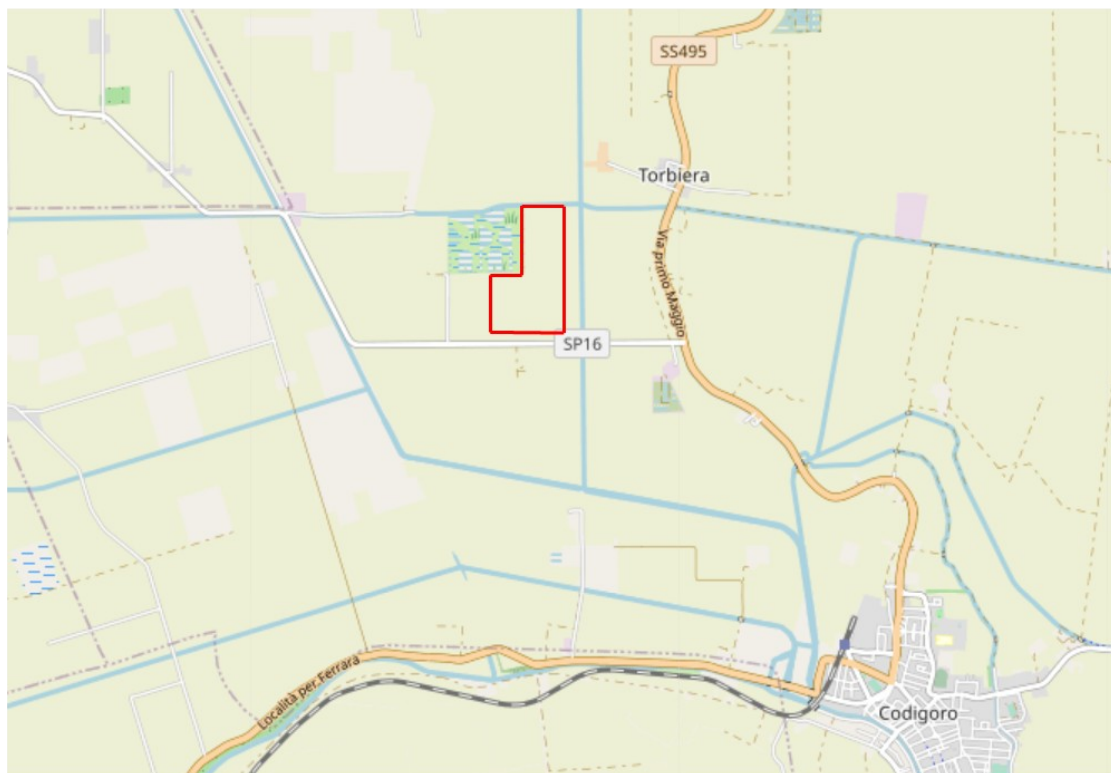 SS495
Torbiera
Via primo Maggio
SP16
Località per Ferrara
Codigoro